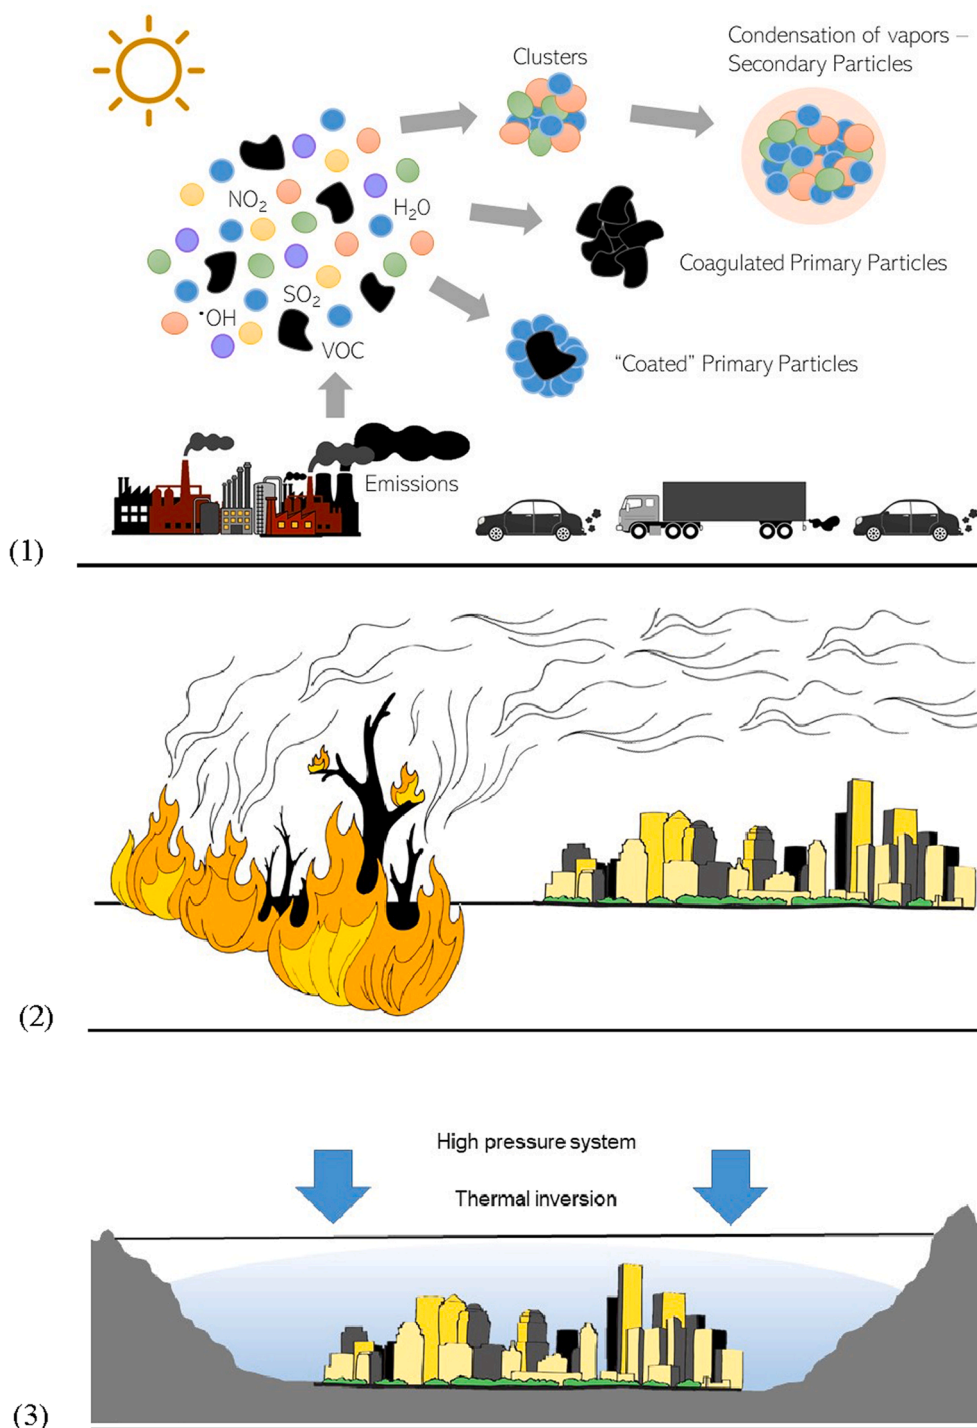 Clusters
Condensation of vapors –
Secondary Particles
NO₂
H₂O
Coagulated Primary Particles
SO₂
·OH
VOC
“Coated” Primary Particles
Emissions
(1)
(2)
High pressure system
Thermal inversion
(3)